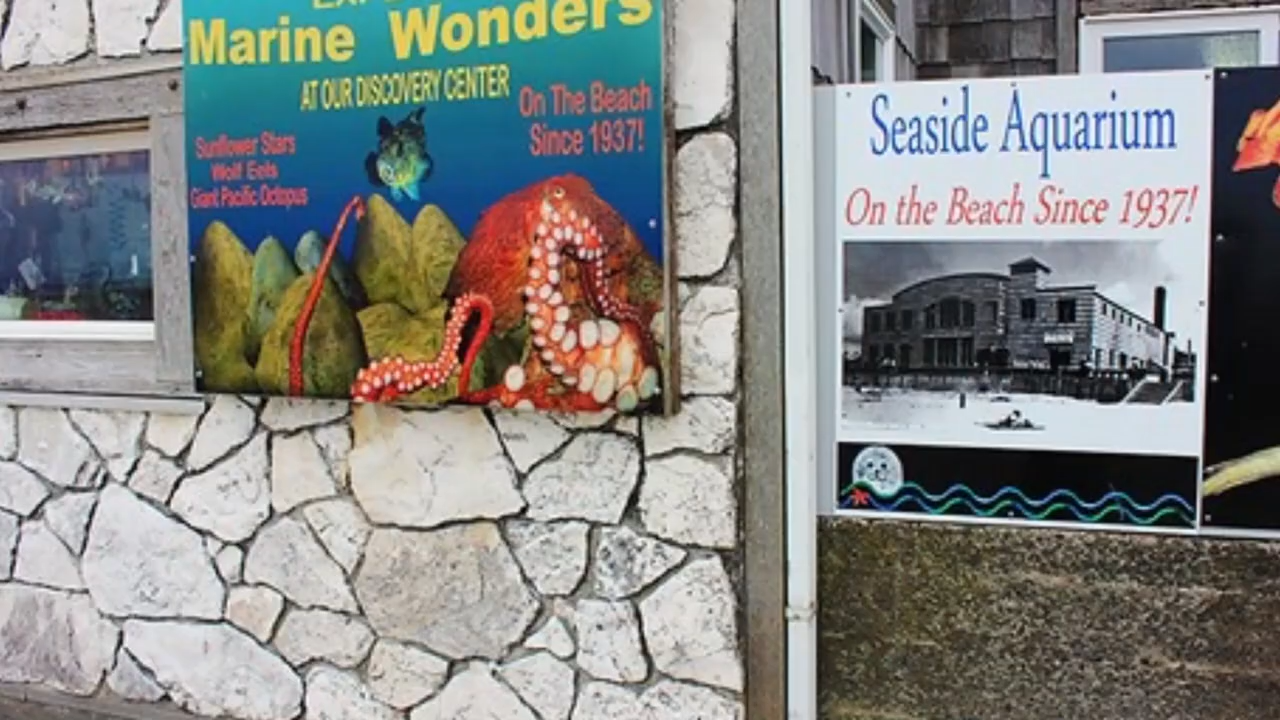 Marine Wonders
AT OUR DISCOVERY CENTER
On The Beach
Since 1937!
Sunflower Stars
Wolf Eels
Giant Pacific Octopus
Seaside Aquarium
On the Beach Since 1937!